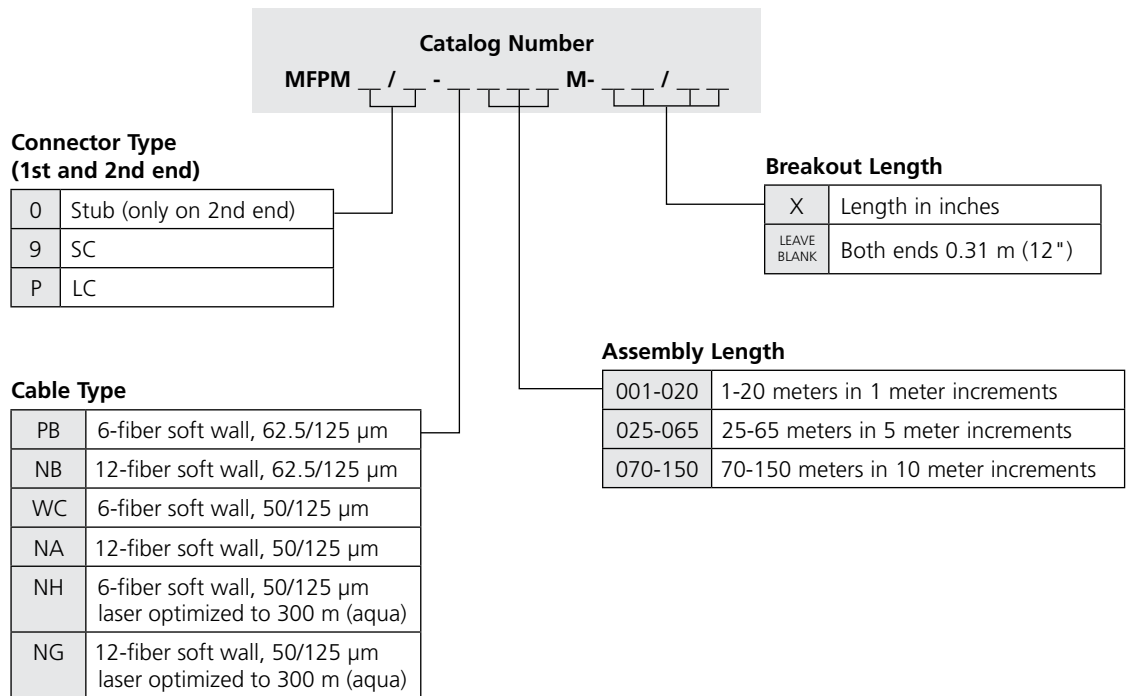 Catalog Number
MFPM _ / _ - _ _ _ _ M- _ _ / _ _
Connector Type
(1st and 2nd end)
0 Stub (only on 2nd end)
9 SC
P LC
Breakout Length
X Length in inches
LEAVE
BLANK
Both ends 0.31 m (12")
Assembly Length
001-020 1-20 meters in 1 meter increments
025-065 25-65 meters in 5 meter increments
070-150 70-150 meters in 10 meter increments
Cable Type
PB 6-fiber soft wall, 62.5/125 µm
NB 12-fiber soft wall, 62.5/125 µm
WC 6-fiber soft wall, 50/125 µm
NA 12-fiber soft wall, 50/125 µm
NH 6-fiber soft wall, 50/125 µm
laser optimized to 300 m (aqua)
NG 12-fiber soft wall, 50/125 µm
laser optimized to 300 m (aqua)